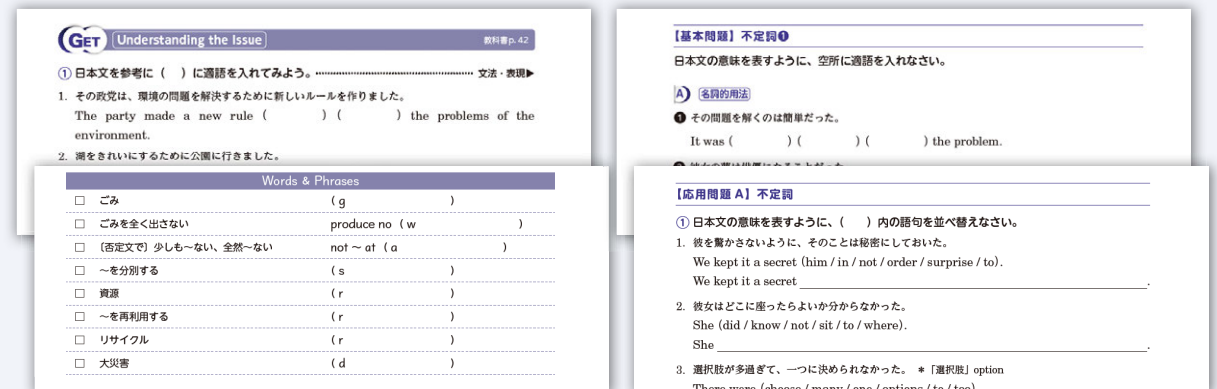 GET Understanding the Issue 教科書p. 42
① 日本文を参考に（　）に適語を入れてみよう。 文法・表現▶
1. その政党は、環境の問題を解決するために新しいルールを作りました。
The party made a new rule (　　　) (　　　) the problems of the
environment.
2. 湖をきれいにするために公園に行きました。
Words & Phrases
□ ごみ (g　　　)
□ ごみを全く出さない produce no (w　　　)
□ 〔否定文で〕少しも〜ない、全然〜ない not 〜 at (a　　　)
□ 〜を分別する (s　　　)
□ 資源 (r　　　)
□ 〜を再利用する (r　　　)
□ リサイクル (r　　　)
□ 大災害 (d　　　)
【基本問題】不定詞❶
日本文の意味を表すように、空所に適語を入れなさい。
A 名詞的用法
❶ その問題を解くのは簡単だった。
It was (　　　) (　　　) (　　　) the problem.
【応用問題 A】不定詞
① 日本文の意味を表すように、（　）内の語句を並べ替えなさい。
1. 彼を驚かさないように、そのことは秘密にしておいた。
We kept it a secret (him / in / not / order / surprise / to).
We kept it a secret ____________________.
2. 彼女はどこに座ったらよいか分からなかった。
She (did / know / not / sit / to / where).
She ____________________.
3. 選択肢が多過ぎて、一つに決められなかった。 ＊「選択肢」option
There were (choose / many / one / options / to / too)